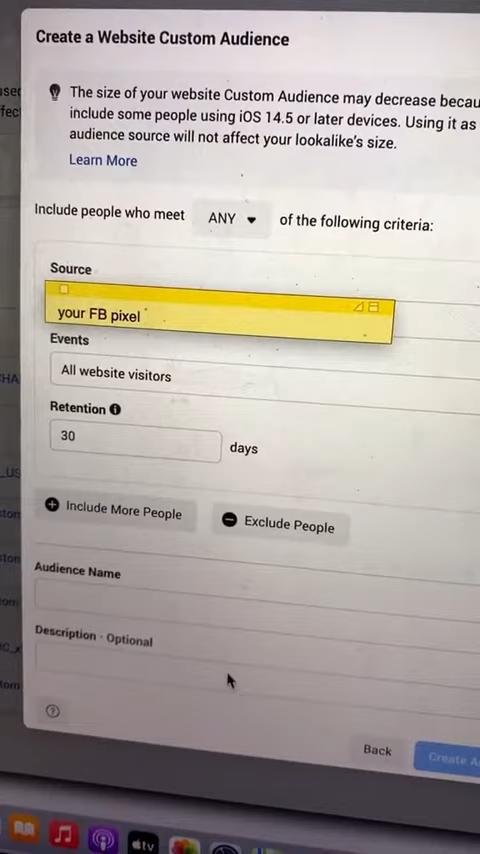 Create a Website Custom Audience
The size of your website Custom Audience may decrease
include some people using iOS 14.5 or later devices. Using it as
audience source will not affect your lookalike's size.
Learn More
Include people who meet ANY of the following criteria:
Source
your FB pixel
Events
All website visitors
Retention
30 days
Include More People Exclude People
Audience Name
Description · Optional
Back Create
tv